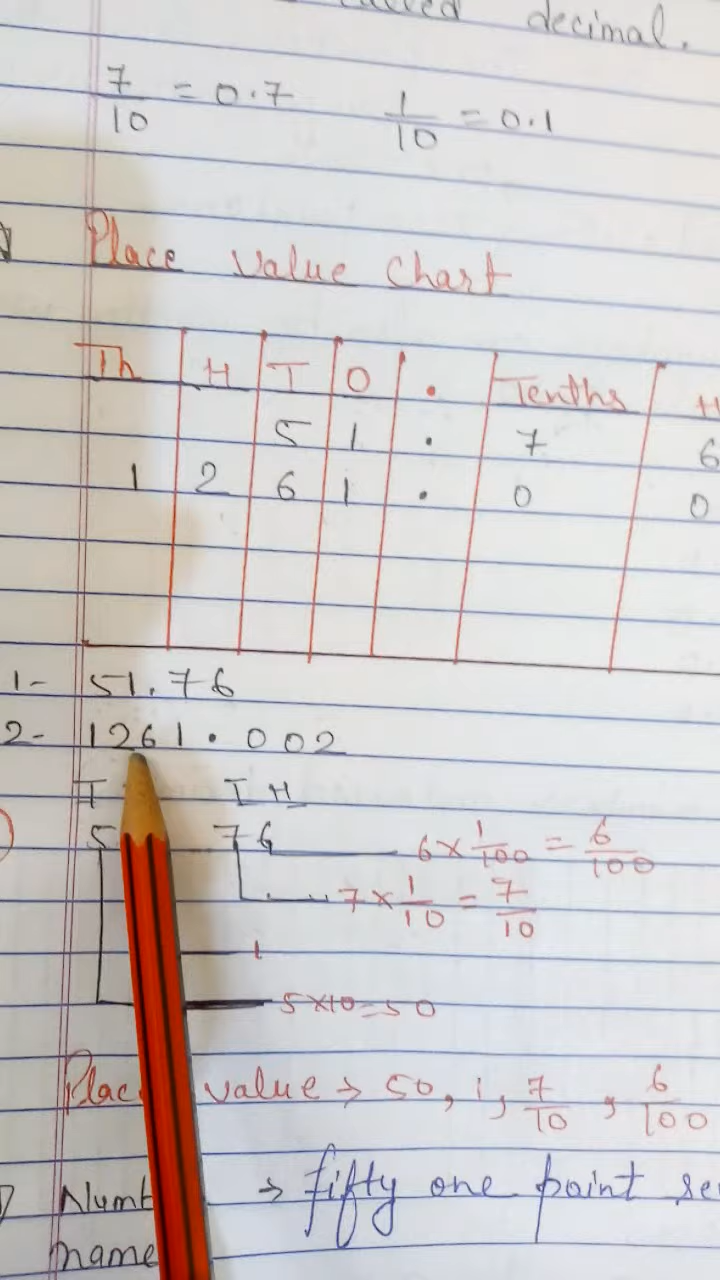 decimal.
7/10 = 0.7 1/10 = 0.1
Place value chart
Th H T O . Tenths H
5 1 . 7 6
1 2 6 1 . 0 0
1- 51.76
2- 1261.002
T T H
5 7 6 6 × 1/100 = 6/100
7 × 1/10 = 7/10
1
5×10=50
value → 50, 1, 7/10, 6/100
→ fifty one point
name